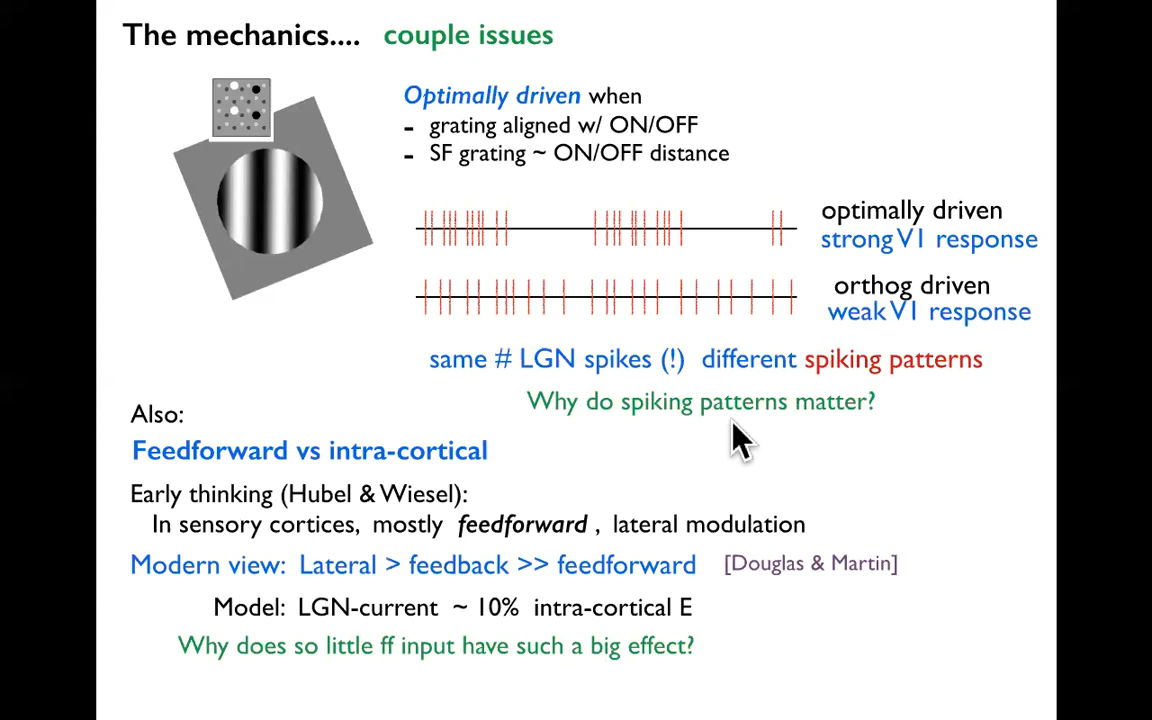 The mechanics.... couple issues
Optimally driven when
- grating aligned w/ ON/OFF
- SF grating ~ ON/OFF distance
optimally driven
strong V1 response
orthog driven
weak V1 response
same # LGN spikes (!) different spiking patterns
Why do spiking patterns matter?
Also:
Feedforward vs intra-cortical
Early thinking (Hubel & Wiesel):
In sensory cortices, mostly feedforward , lateral modulation
Modern view: Lateral > feedback >> feedforward [Douglas & Martin]
Model: LGN-current ~ 10% intra-cortical E
Why does so little ff input have such a big effect?